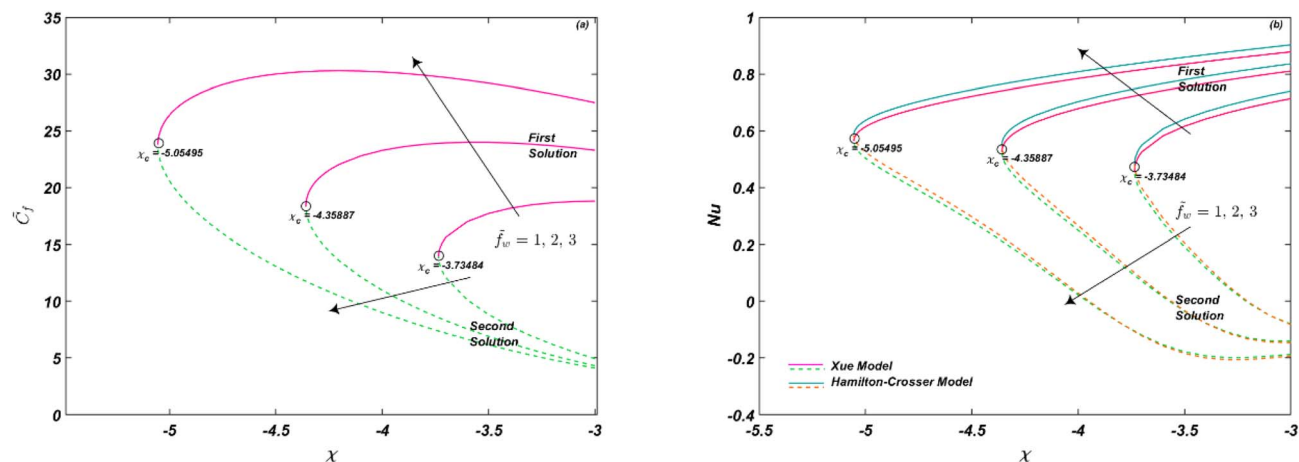 (a)
35
30
25
20
15
10
5
0
C̄f
-5
-4.5
-4
-3.5
-3
χ
First
Solution
χc = -5.05495
χc = -4.35887
χc = -3.73484
f̃w = 1, 2, 3
Second
Solution
(b)
1
0.8
0.6
0.4
0.2
0
-0.2
-0.4
Nu
-5.5
-5
-4.5
-4
-3.5
-3
χ
First
Solution
χc = -5.05495
χc = -4.35887
χc = -3.73484
f̃w = 1, 2, 3
Second
Solution
Xue Model
Hamilton-Crosser Model